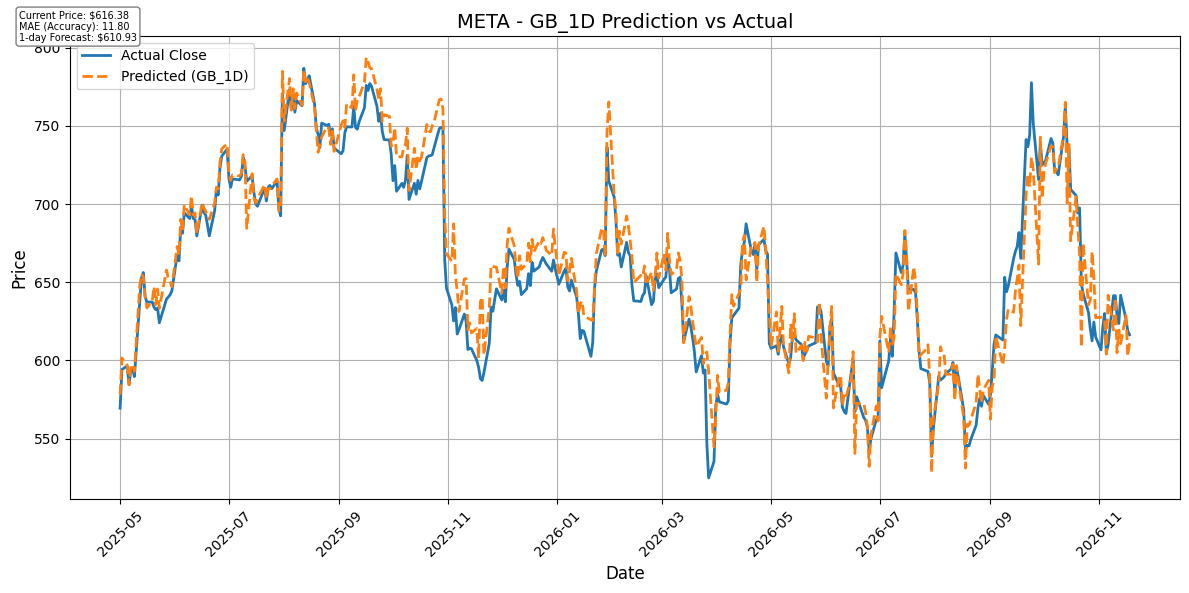 META - GB_1D Prediction vs Actual
Current Price: $616.38
MAE (Accuracy): 11.80
1-day Forecast: $610.93
Actual Close
Predicted (GB_1D)
Price
800
750
700
650
600
550
2025-05
2025-07
2025-09
2025-11
2026-01
2026-03
2026-05
2026-07
2026-09
2026-11
Date